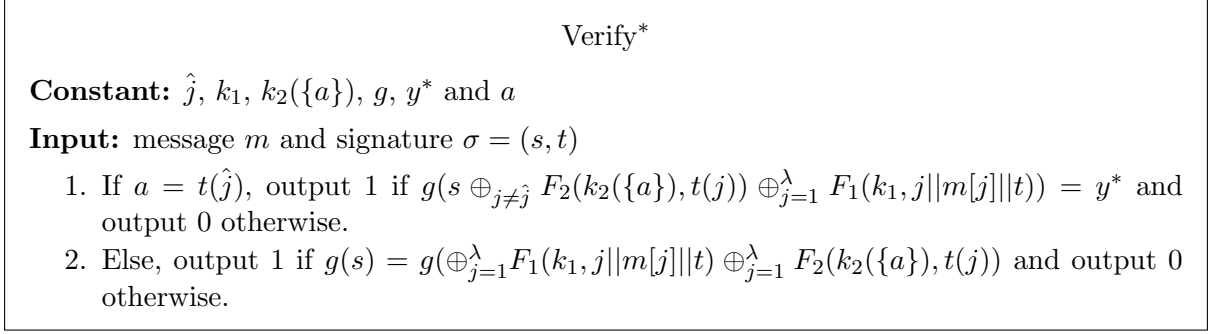 Verify*
Constant: ĵ, k₁, k₂({a}), g, y* and a
Input: message m and signature σ = (s, t)
1. If a = t(ĵ), output 1 if g(s ⊕_{j≠ĵ} F₂(k₂({a}), t(j)) ⊕_{j=1}^{λ} F₁(k₁, j||m[j]||t)) = y* and
output 0 otherwise.
2. Else, output 1 if g(s) = g(⊕_{j=1}^{λ}F₁(k₁, j||m[j]||t) ⊕_{j=1}^{λ} F₂(k₂({a}), t(j)) and output 0
otherwise.